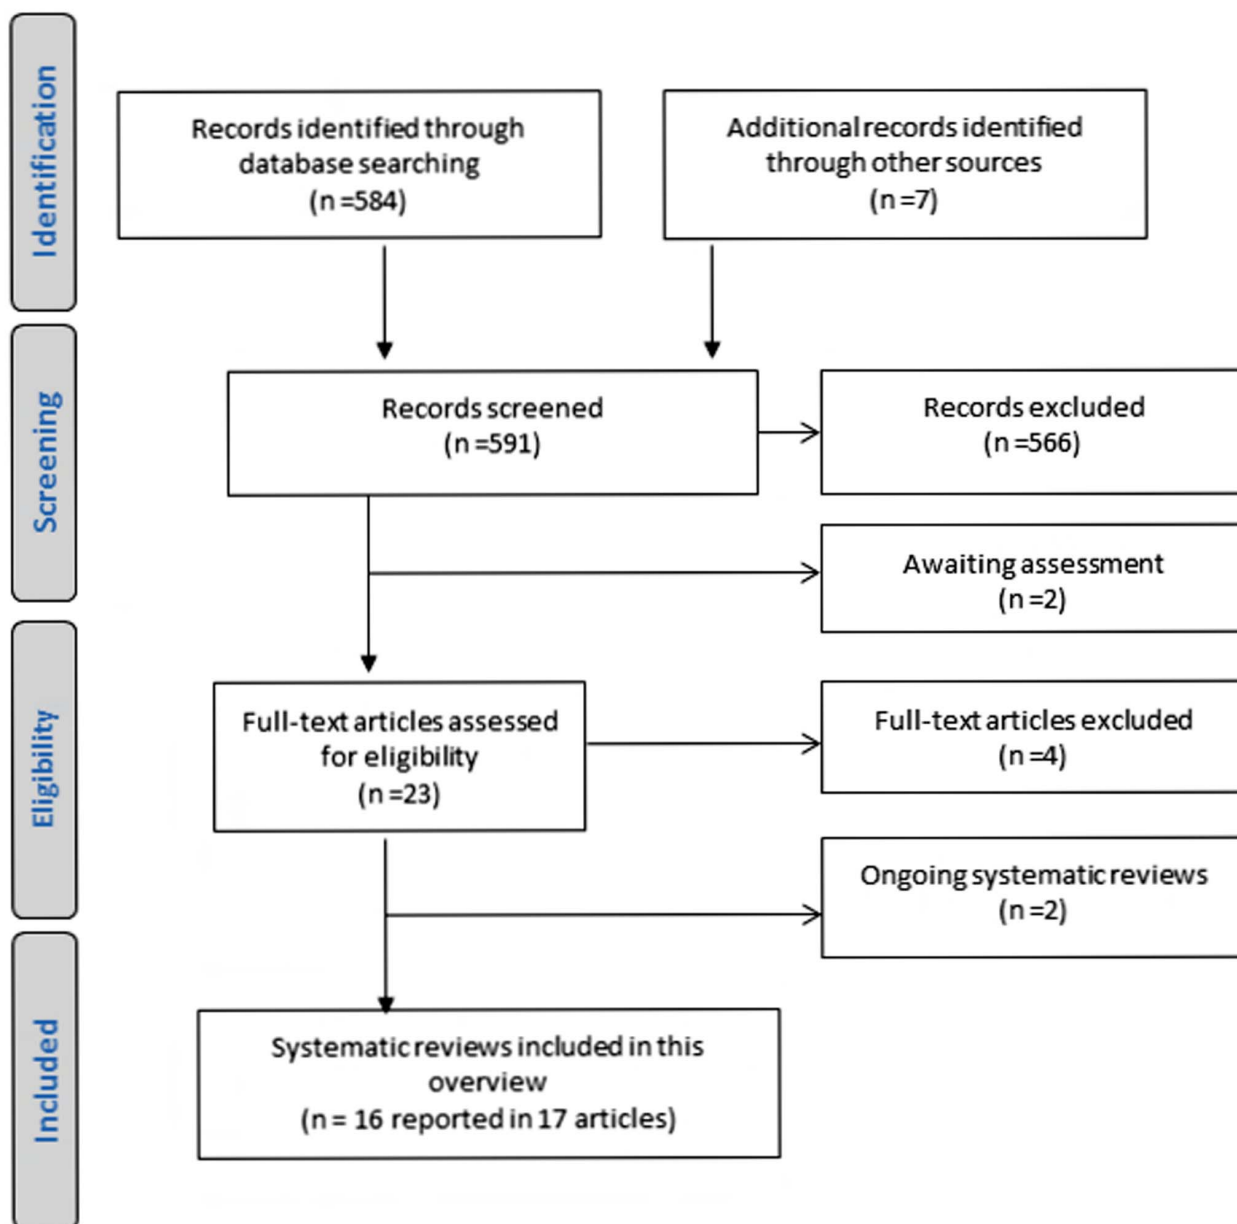 Identification
Records identified through
database searching
(n =584)
Additional records identified
through other sources
(n =7)
Screening
Records screened
(n =591)
Records excluded
(n =566)
Awaiting assessment
(n =2)
Eligibility
Full-text articles assessed
for eligibility
(n =23)
Full-text articles excluded
(n =4)
Ongoing systematic reviews
(n =2)
Included
Systematic reviews included in this
overview
(n = 16 reported in 17 articles)